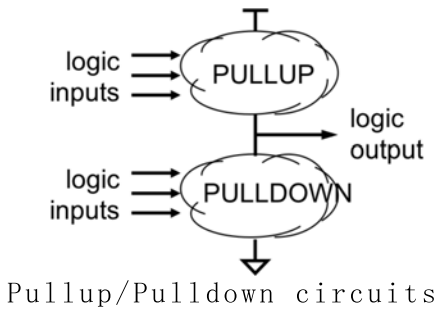 logic
inputs
PULLUP
logic
output
logic
inputs
PULLDOWN
Pullup/Pulldown circuits